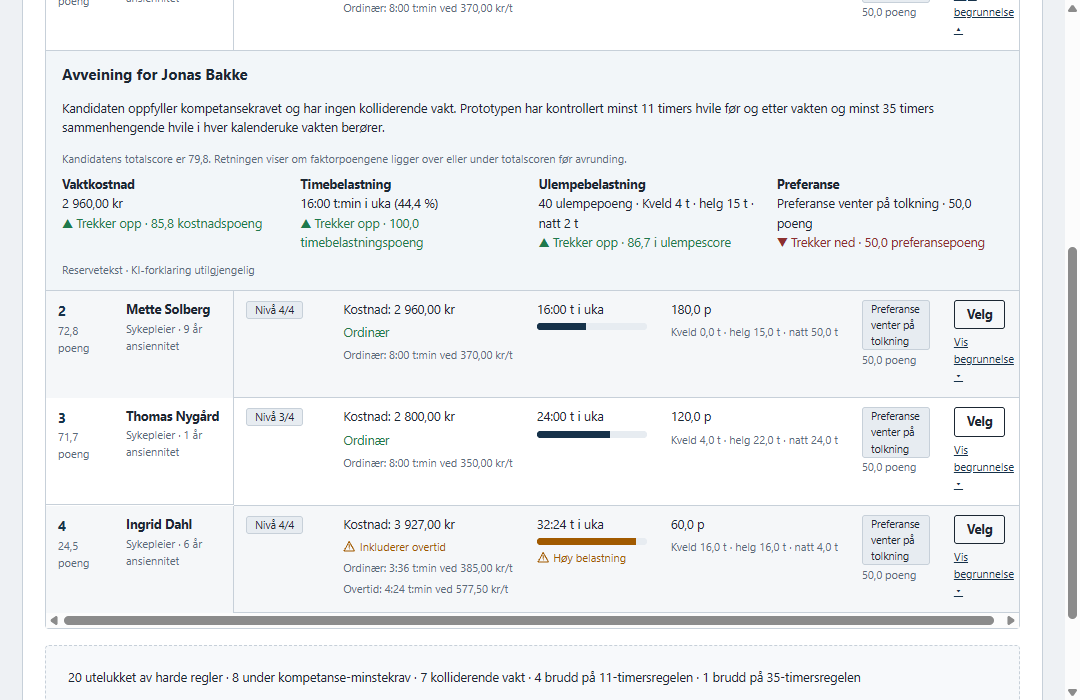 poeng
ansiennitet
Ordinær: 8:00 t:min ved 370,00 kr/t
50,0 poeng
begrunnelse
Avveining for Jonas Bakke
Kandidaten oppfyller kompetansekravet og har ingen kolliderende vakt. Prototypen har kontrollert minst 11 timers hvile før og etter vakten og minst 35 timers
sammenhengende hvile i hver kalenderuke vakten berører.
Kandidatens totalscore er 79,8. Retningen viser om faktorpoengene ligger over eller under totalscoren før avrunding.
Vaktkostnad
2 960,00 kr
▲ Trekker opp · 85,8 kostnadspoeng
Timebelastning
16:00 t:min i uka (44,4 %)
▲ Trekker opp · 100,0
timebelastningspoeng
Ulempebelastning
40 ulempepoeng · Kveld 4 t · helg 15 t ·
natt 2 t
▲ Trekker opp · 86,7 i ulempescore
Preferanse
Preferanse venter på tolkning · 50,0
poeng
▼ Trekker ned · 50,0 preferansepoeng
Reservetekst · KI-forklaring utilgjengelig
2
72,8
poeng
Mette Solberg
Sykepleier · 9 år
ansiennitet
Nivå 4/4
Kostnad: 2 960,00 kr
Ordinær
Ordinær: 8:00 t:min ved 370,00 kr/t
16:00 t i uka
180,0 p
Kveld 0,0 t · helg 15,0 t · natt 50,0 t
Preferanse
venter på
tolkning
50,0 poeng
Velg
Vis
begrunnelse
3
71,7
poeng
Thomas Nygård
Sykepleier · 1 år
ansiennitet
Nivå 3/4
Kostnad: 2 800,00 kr
Ordinær
Ordinær: 8:00 t:min ved 350,00 kr/t
24:00 t i uka
120,0 p
Kveld 4,0 t · helg 22,0 t · natt 24,0 t
Preferanse
venter på
tolkning
50,0 poeng
Velg
Vis
begrunnelse
4
24,5
poeng
Ingrid Dahl
Sykepleier · 6 år
ansiennitet
Nivå 4/4
Kostnad: 3 927,00 kr
⚠ Inkluderer overtid
Ordinær: 3:36 t:min ved 385,00 kr/t
Overtid: 4:24 t:min ved 577,50 kr/t
32:24 t i uka
⚠ Høy belastning
60,0 p
Kveld 16,0 t · helg 16,0 t · natt 4,0 t
Preferanse
venter på
tolkning
50,0 poeng
Velg
Vis
begrunnelse
20 utelukket av harde regler · 8 under kompetanse-minstekrav · 7 kolliderende vakt · 4 brudd på 11-timersregelen · 1 brudd på 35-timersregelen